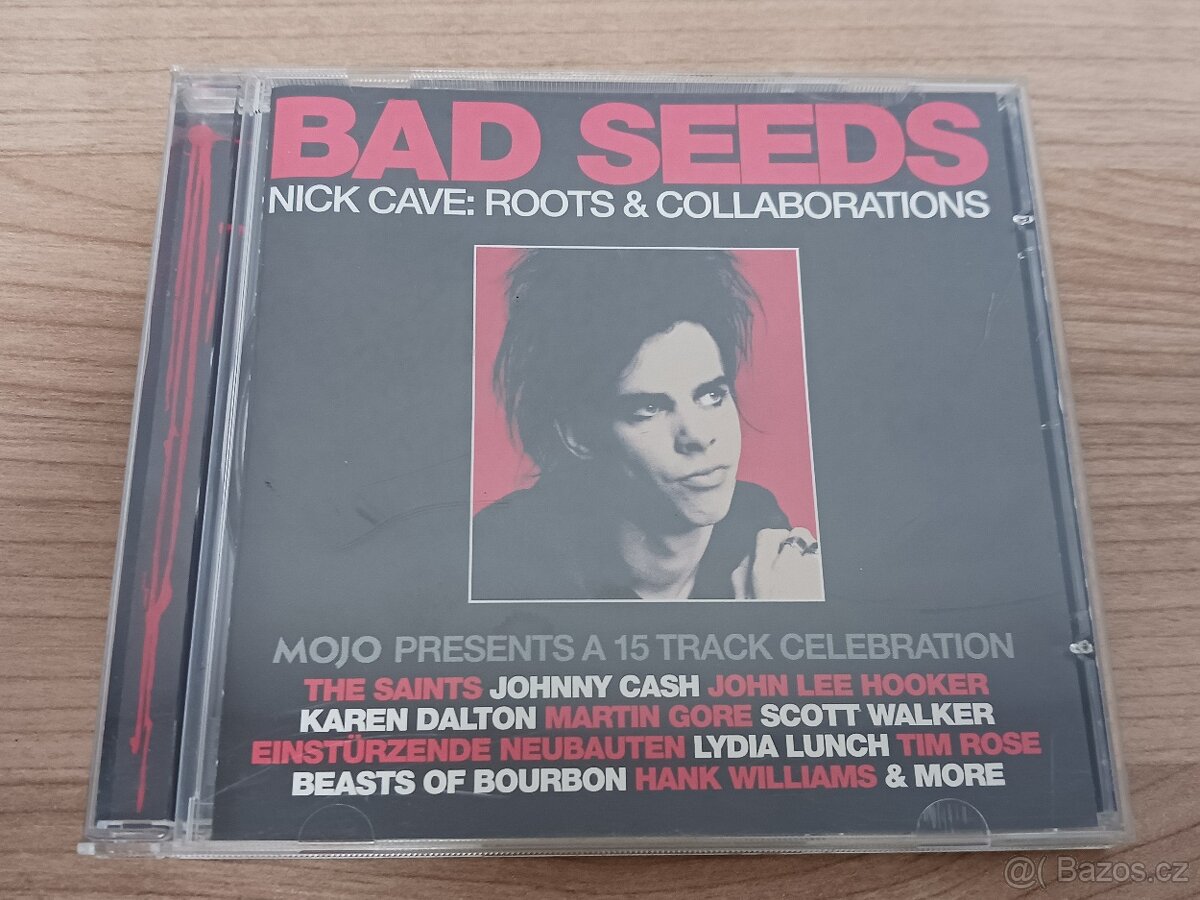 BAD SEEDS
NICK CAVE: ROOTS & COLLABORATIONS
MOJO PRESENTS A 15 TRACK CELEBRATION
THE SAINTS JOHNNY CASH JOHN LEE HOOKER
KAREN DALTON MARTIN GORE SCOTT WALKER
EINSTÜRZENDE NEUBAUTEN LYDIA LUNCH TIM ROSE
BEASTS OF BOURBON HANK WILLIAMS & MORE
@( Bazos.cz